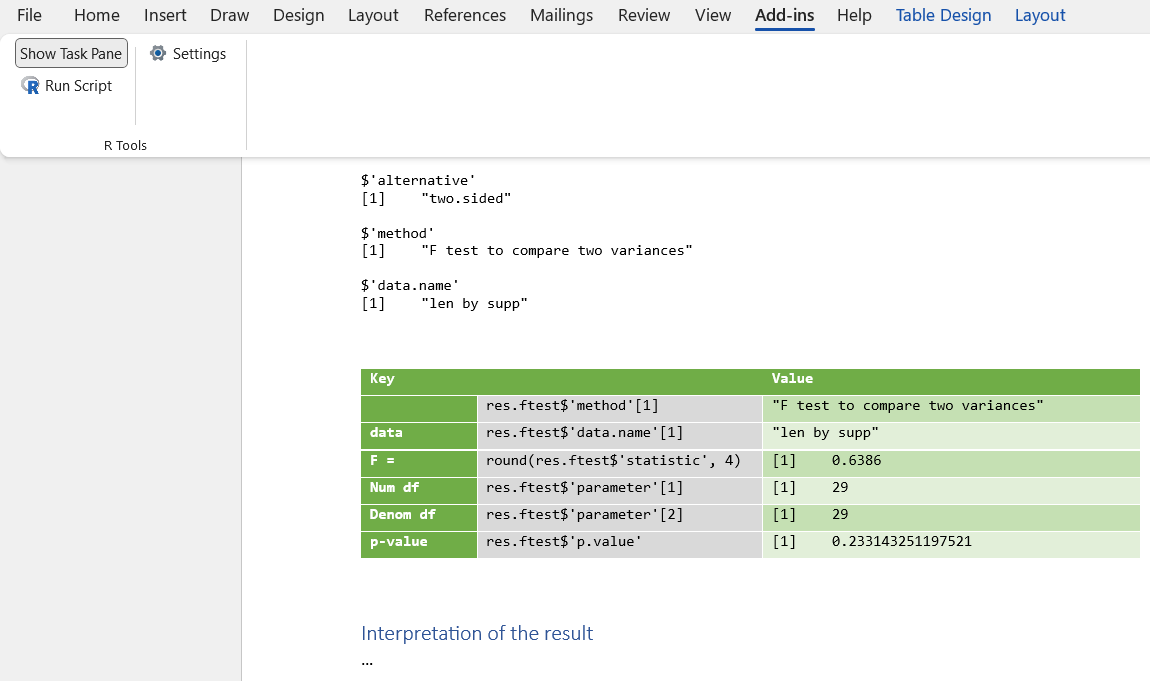 File Home Insert Draw Design Layout References Mailings Review View Add-ins Help Table Design Layout
Show Task Pane Settings
Run Script
R Tools
$'alternative'
[1] "two.sided"
$'method'
[1] "F test to compare two variances"
$'data.name'
[1] "len by supp"
Key Value
res.ftest$'method'[1] "F test to compare two variances"
data res.ftest$'data.name'[1] "len by supp"
F = round(res.ftest$'statistic', 4) [1] 0.6386
Num df res.ftest$'parameter'[1] [1] 29
Denom df res.ftest$'parameter'[2] [1] 29
p-value res.ftest$'p.value' [1] 0.233143251197521
Interpretation of the result
...